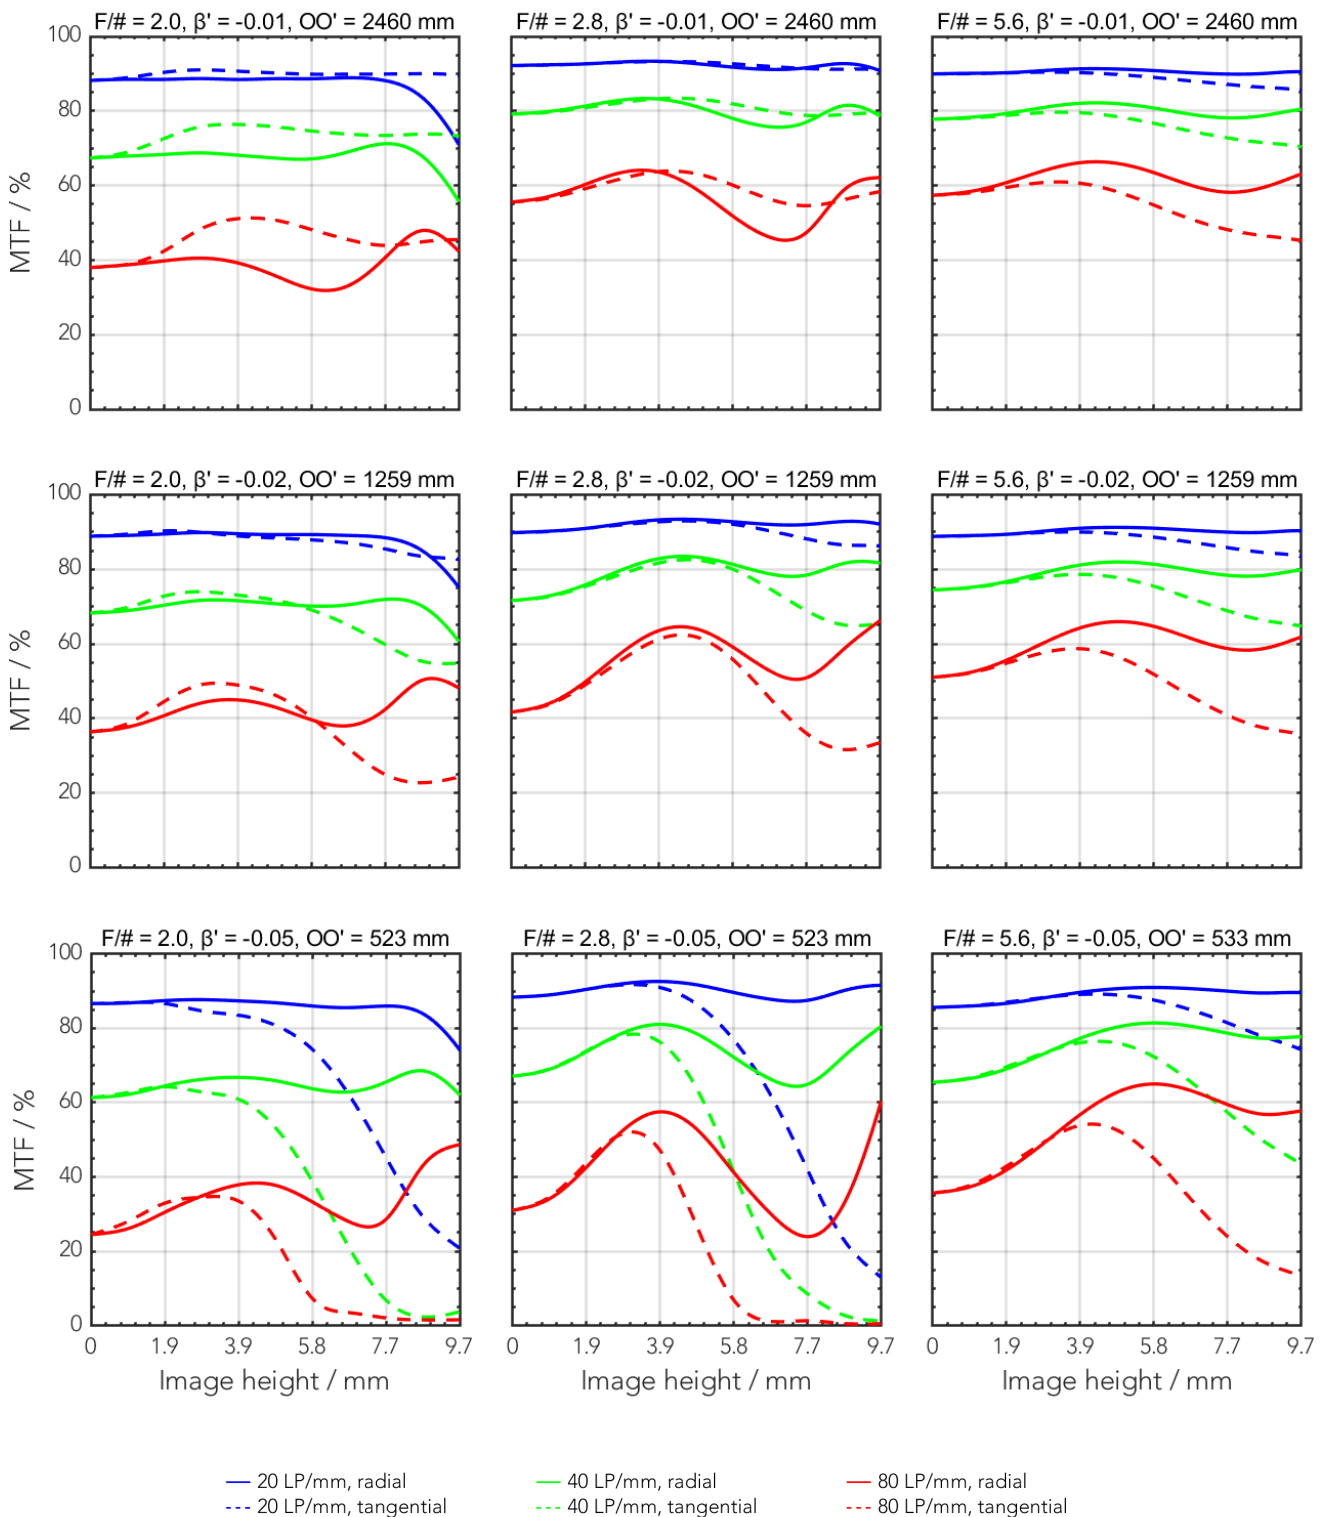 F/# = 2.0, β' = -0.01, OO' = 2460 mm
F/# = 2.8, β' = -0.01, OO' = 2460 mm
F/# = 5.6, β' = -0.01, OO' = 2460 mm
100
80
60
40
20
0
MTF / %
F/# = 2.0, β' = -0.02, OO' = 1259 mm
F/# = 2.8, β' = -0.02, OO' = 1259 mm
F/# = 5.6, β' = -0.02, OO' = 1259 mm
100
80
60
40
20
0
MTF / %
F/# = 2.0, β' = -0.05, OO' = 523 mm
F/# = 2.8, β' = -0.05, OO' = 523 mm
F/# = 5.6, β' = -0.05, OO' = 533 mm
100
80
60
40
20
0
MTF / %
0 1.9 3.9 5.8 7.7 9.7
0 1.9 3.9 5.8 7.7 9.7
0 1.9 3.9 5.8 7.7 9.7
Image height / mm
Image height / mm
Image height / mm
20 LP/mm, radial
40 LP/mm, radial
80 LP/mm, radial
20 LP/mm, tangential
40 LP/mm, tangential
80 LP/mm, tangential